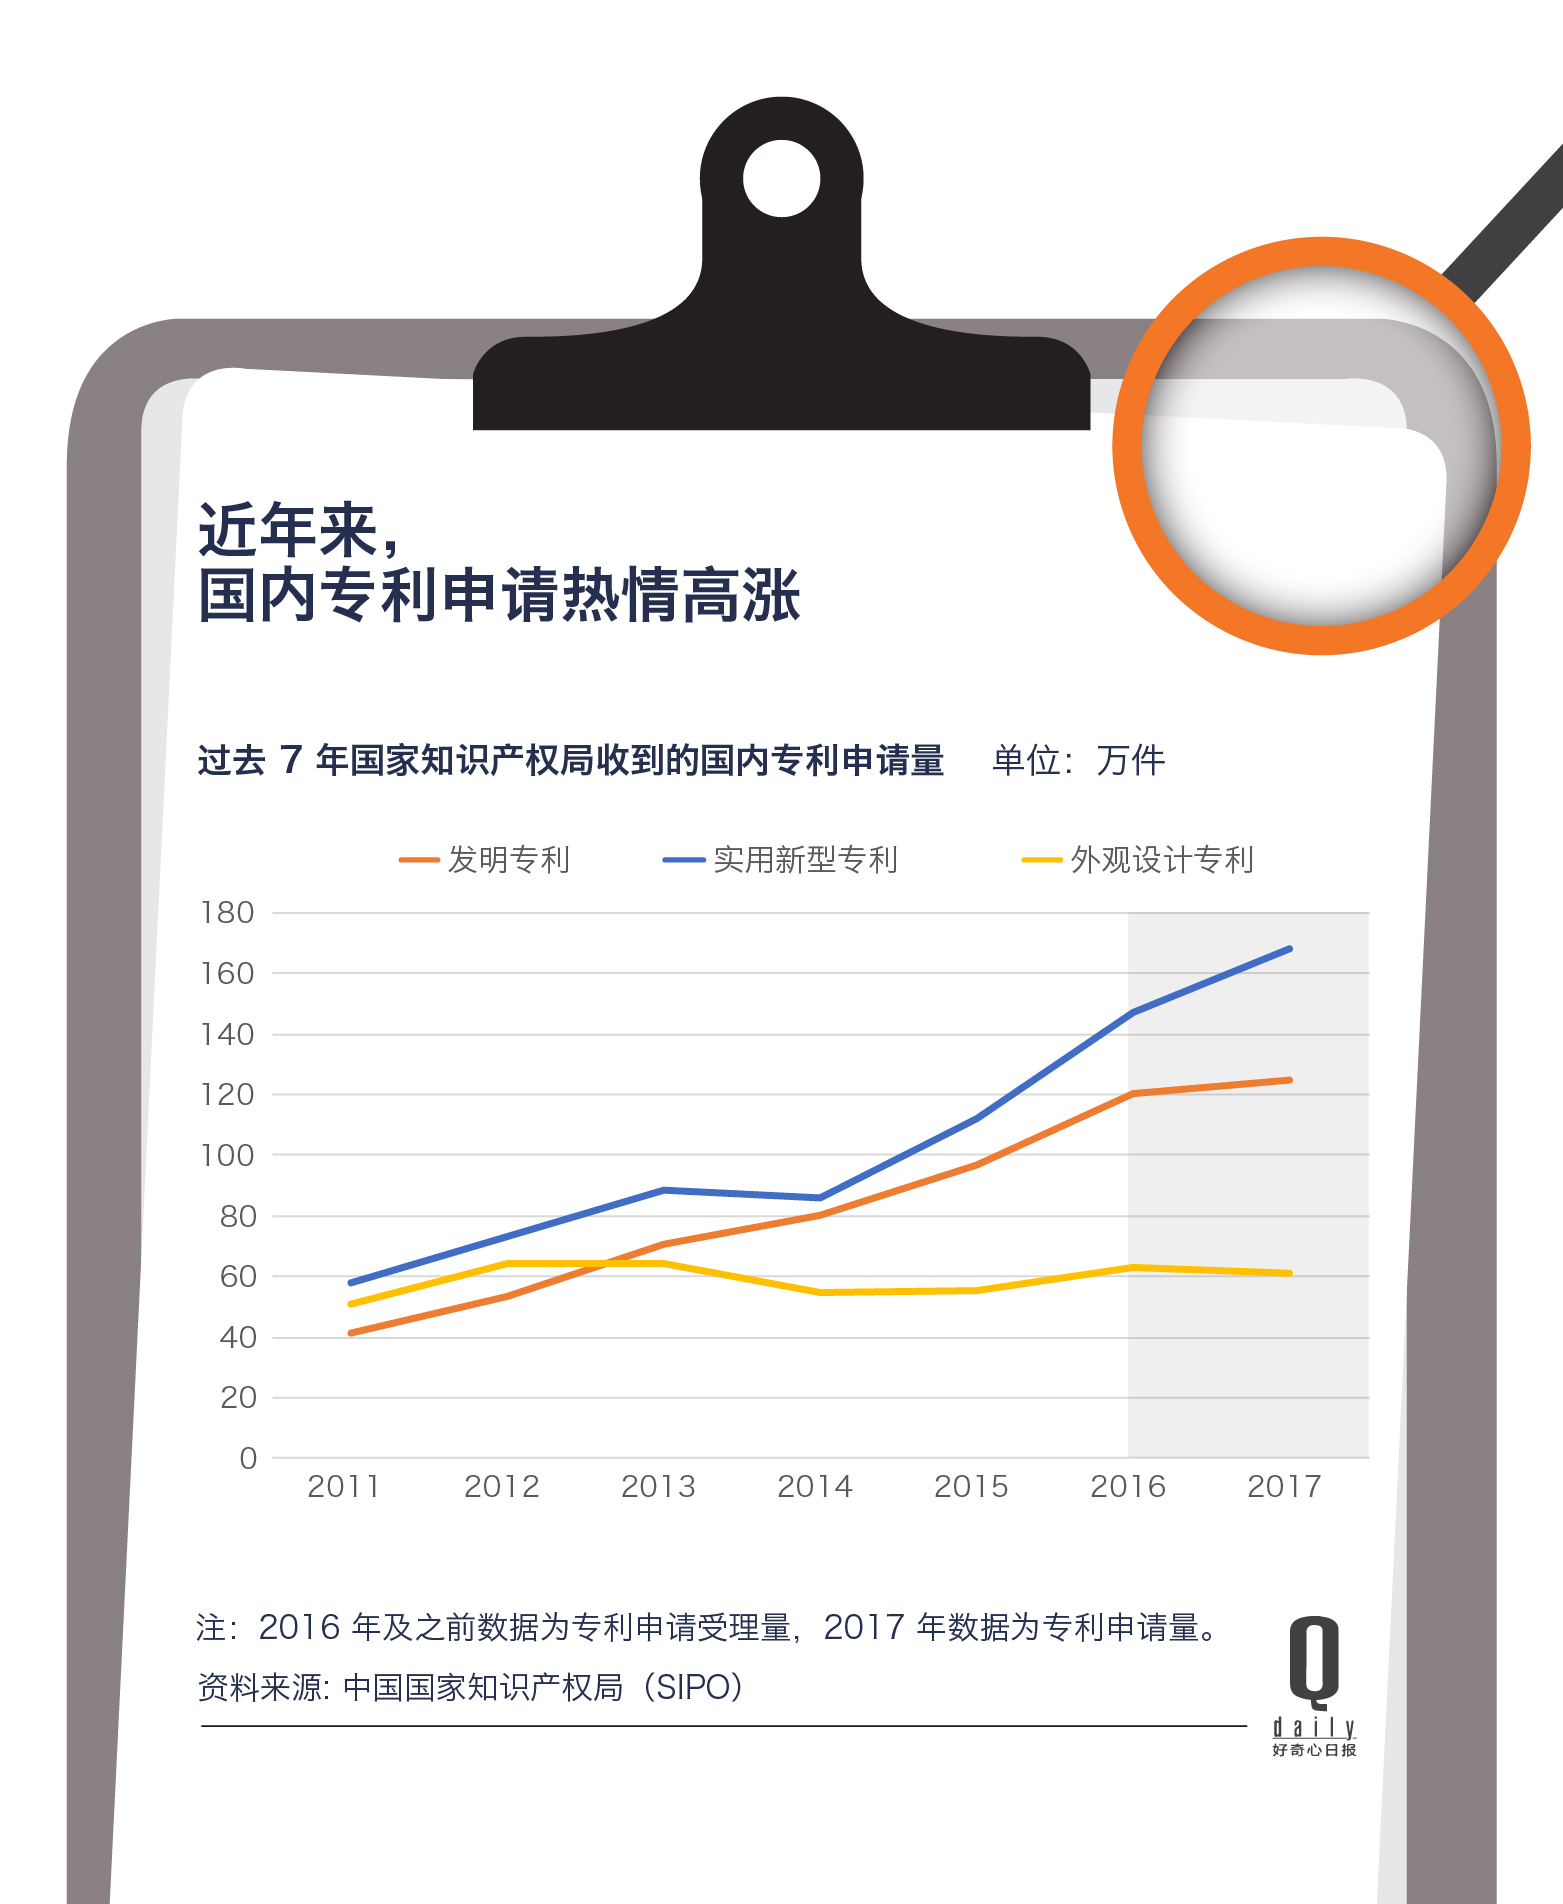 近年来，
国内专利申请热情高涨
过去 7 年国家知识产权局收到的国内专利申请量 单位：万件
发明专利 实用新型专利 外观设计专利
180
160
140
120
100
80
60
40
20
0
2011 2012 2013 2014 2015 2016 2017
注：2016 年及之前数据为专利申请受理量，2017 年数据为专利申请量。
资料来源: 中国国家知识产权局（SIPO）
Q
daily
好奇心日报